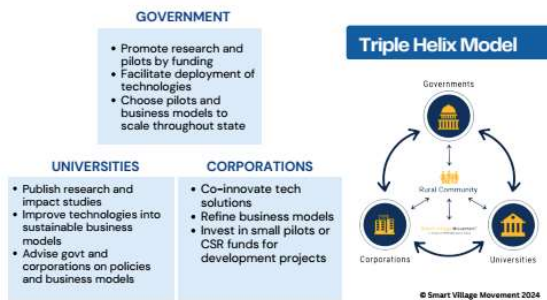 GOVERNMENT
• Promote research and
pilots by funding
• Facilitate deployment of
technologies
• Choose pilots and
business models to
scale throughout state
UNIVERSITIES
• Publish research and
impact studies
• Improve technologies into
sustainable business
models
• Advise govt and
corporations on policies
and business models
CORPORATIONS
• Co-innovate tech
solutions
• Refine business models
• Invest in small pilots or
CSR funds for
development projects
Triple Helix Model
Governments
Rural Community
Corporations
Universities
© Smart Village Movement 2024